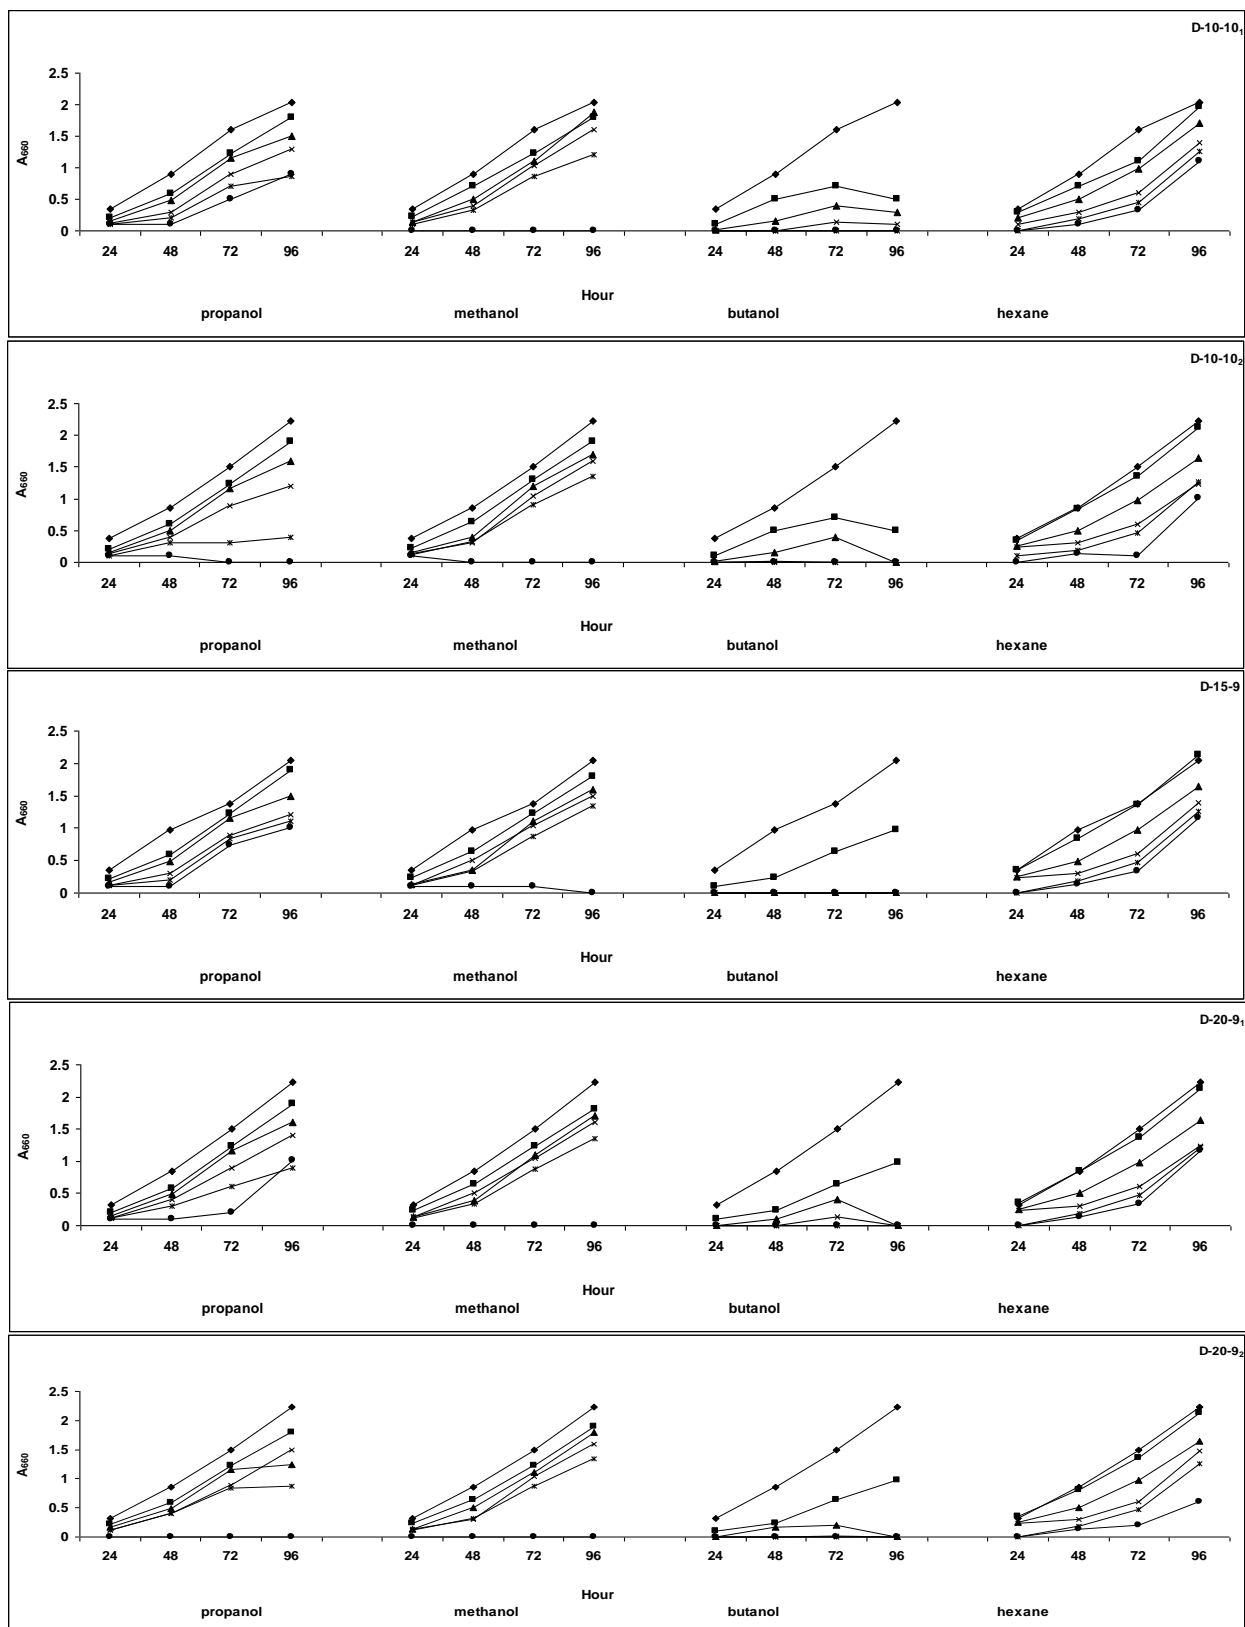 D-10-10₁
2.5
2
1.5
1
0.5
0
A₆₆₀
24 48 72 96 24 48 72 96 24 48 72 96 24 48 72 96
Hour
propanol methanol butanol hexane
D-10-10₂
2.5
2
1.5
1
0.5
0
A₆₆₀
24 48 72 96 24 48 72 96 24 48 72 96 24 48 72 96
Hour
propanol methanol butanol hexane
D-15-9
2.5
2
1.5
1
0.5
0
A₆₆₀
24 48 72 96 24 48 72 96 24 48 72 96 24 48 72 96
Hour
propanol methanol butanol hexane
D-20-9₁
2.5
2
1.5
1
0.5
0
A₆₆₀
24 48 72 96 24 48 72 96 24 48 72 96 24 48 72 96
Hour
propanol methanol butanol hexane
D-20-9₂
2.5
2
1.5
1
0.5
0
A₆₆₀
24 48 72 96 24 48 72 96 24 48 72 96 24 48 72 96
Hour
propanol methanol butanol hexane